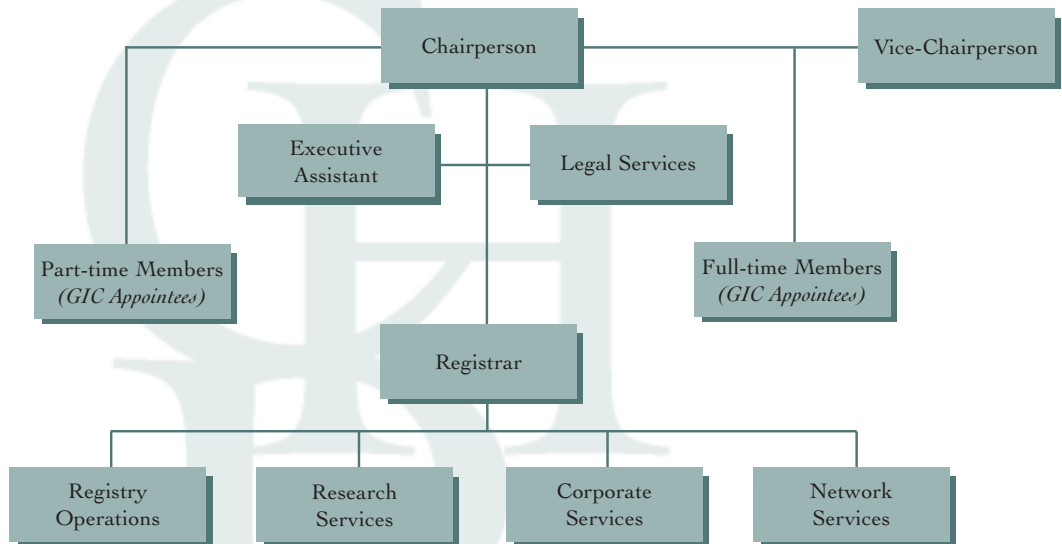 Chairperson
Vice-Chairperson
Executive
Assistant
Legal Services
Part-time Members
(GIC Appointees)
Full-time Members
(GIC Appointees)
Registrar
Registry
Operations
Research
Services
Corporate
Services
Network
Services